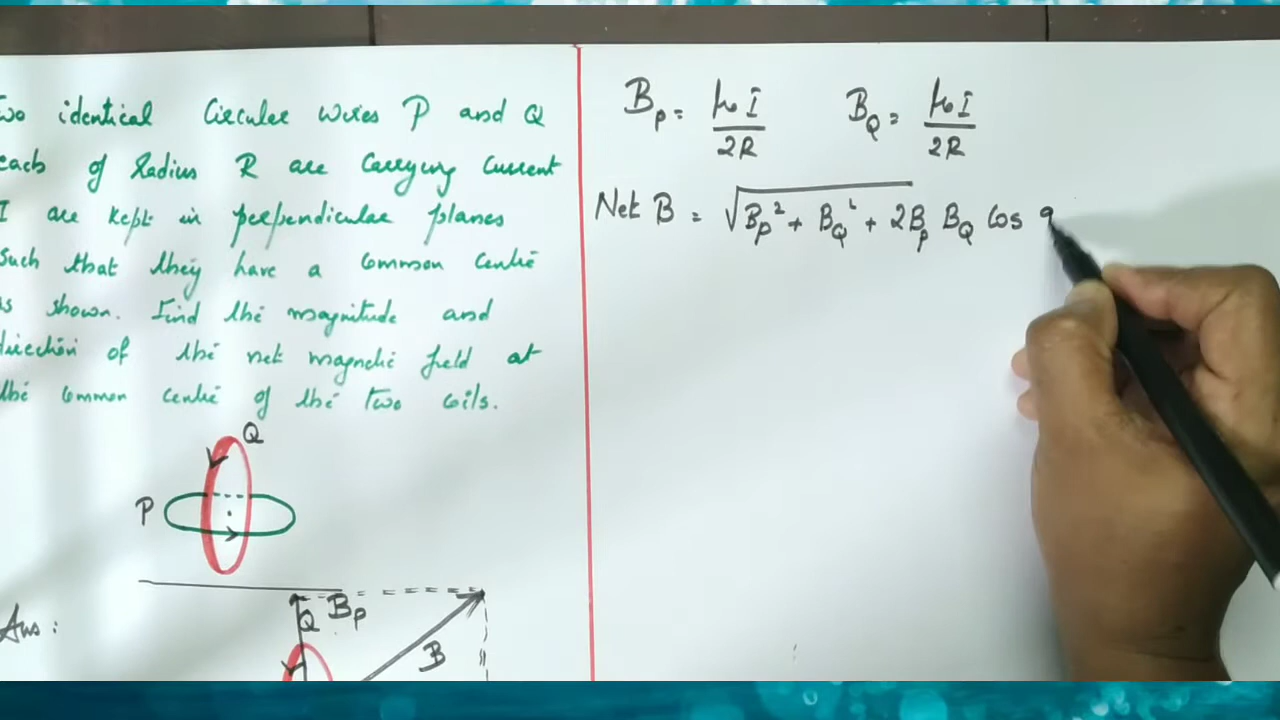 wo identical Circular wires P and Q
each of Radius R are Carrying Current
I are kept in perpendicular planes
Such that they have a Common Centre
as shown. Find the magnitude and
direction of the net magnetic field at
the Common Centre of the two coils.
Q
P
Ans:
Q Bp
B
Bp = μ₀I/2R BQ = μ₀I/2R
Net B = √Bp² + BQ² + 2Bp BQ Cos 9